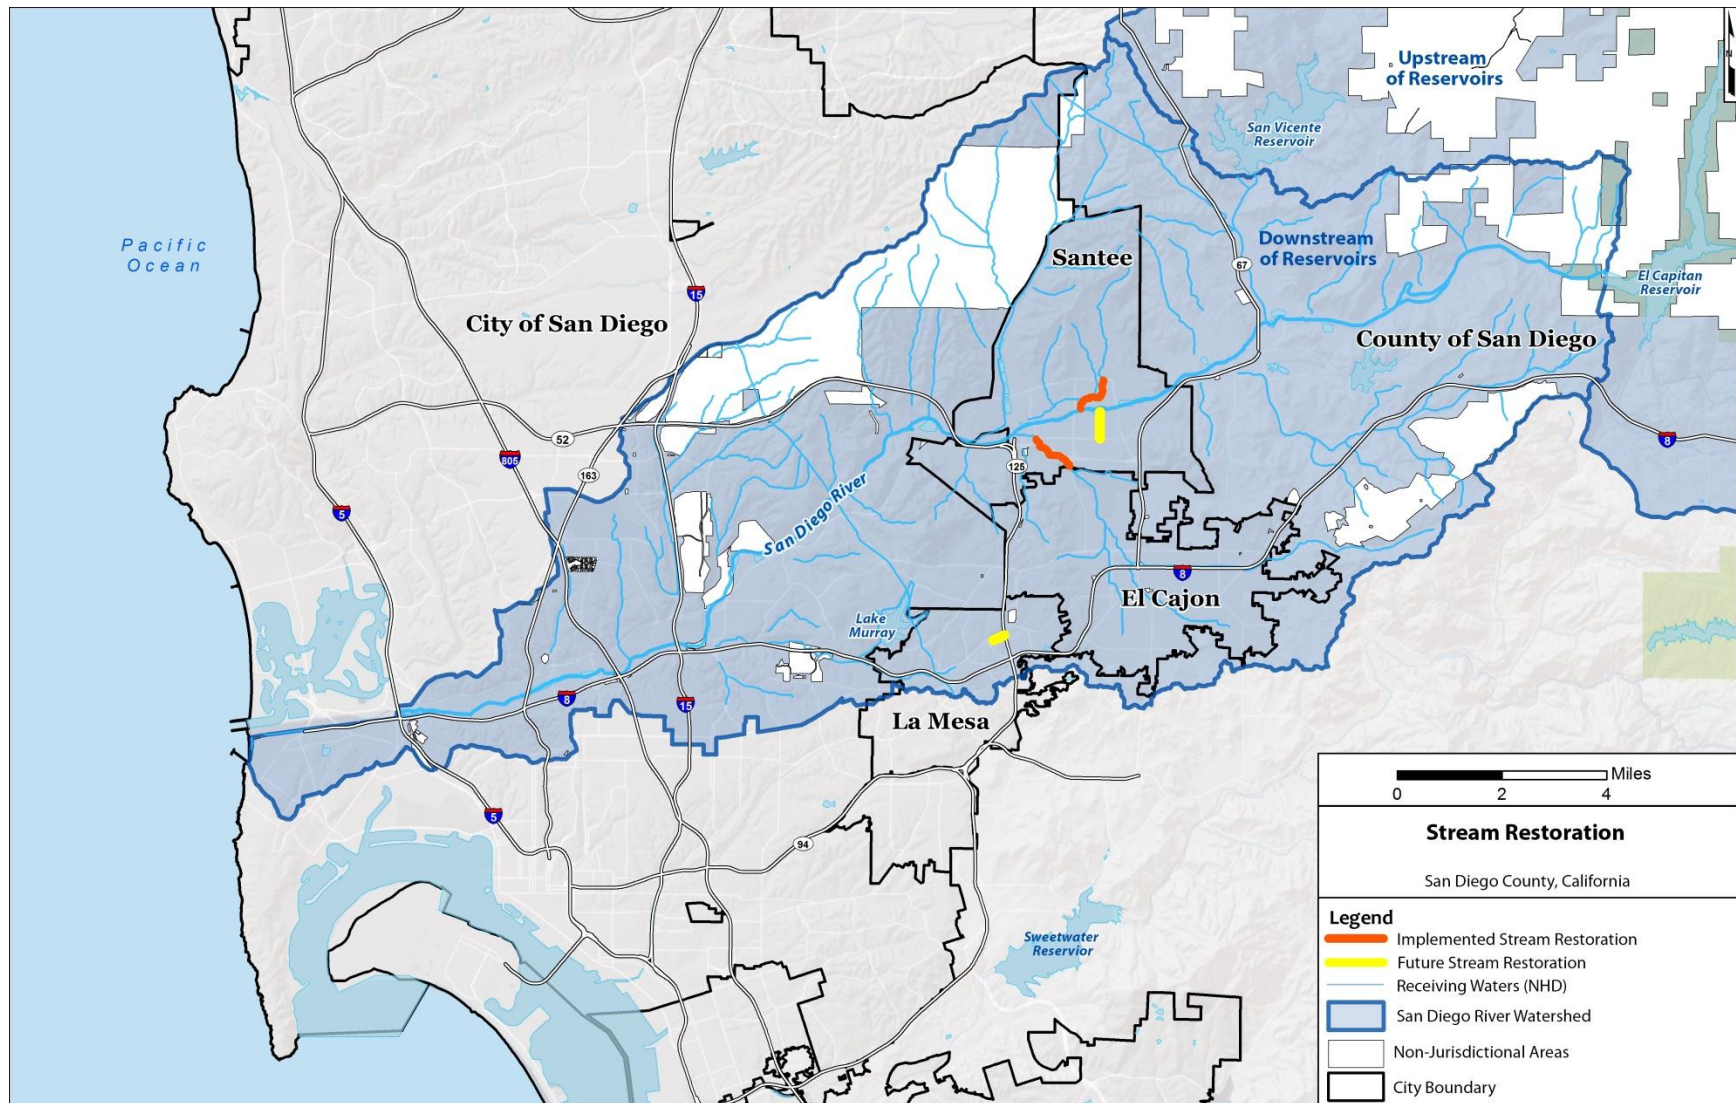 Upstream
of Reservoirs
San Vicente
Reservoir
Pacific
Ocean
Santee
Downstream
of Reservoirs
67
El Capitan
Reservoir
15
City of San Diego
County of San Diego
52
163
805
125
8
5
San Diego River
8
El Cajon
Lake
Murray
8
15
La Mesa
5
94
Sweetwater
Reservior
0 2 4 Miles
Stream Restoration
San Diego County, California
Legend
Implemented Stream Restoration
Future Stream Restoration
Receiving Waters (NHD)
San Diego River Watershed
Non-Jurisdictional Areas
City Boundary